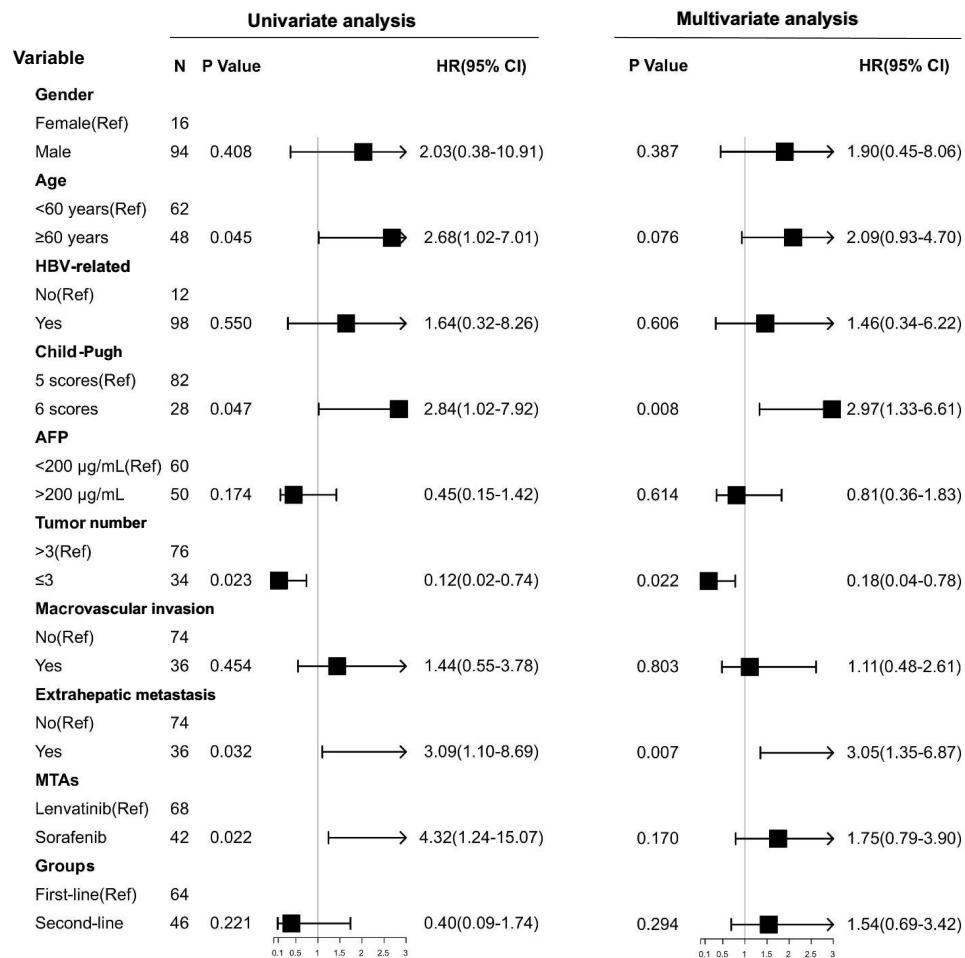 Univariate analysis Multivariate analysis
Variable N P Value HR(95% CI) P Value HR(95% CI)
Gender
Female(Ref) 16
Male 94 0.408 2.03(0.38-10.91) 0.387 1.90(0.45-8.06)
Age
<60 years(Ref) 62
≥60 years 48 0.045 2.68(1.02-7.01) 0.076 2.09(0.93-4.70)
HBV-related
No(Ref) 12
Yes 98 0.550 1.64(0.32-8.26) 0.606 1.46(0.34-6.22)
Child-Pugh
5 scores(Ref) 82
6 scores 28 0.047 2.84(1.02-7.92) 0.008 2.97(1.33-6.61)
AFP
<200 µg/mL(Ref) 60
>200 µg/mL 50 0.174 0.45(0.15-1.42) 0.614 0.81(0.36-1.83)
Tumor number
>3(Ref) 76
≤3 34 0.023 0.12(0.02-0.74) 0.022 0.18(0.04-0.78)
Macrovascular invasion
No(Ref) 74
Yes 36 0.454 1.44(0.55-3.78) 0.803 1.11(0.48-2.61)
Extrahepatic metastasis
No(Ref) 74
Yes 36 0.032 3.09(1.10-8.69) 0.007 3.05(1.35-6.87)
MTAs
Lenvatinib(Ref) 68
Sorafenib 42 0.022 4.32(1.24-15.07) 0.170 1.75(0.79-3.90)
Groups
First-line(Ref) 64
Second-line 46 0.221 0.40(0.09-1.74) 0.294 1.54(0.69-3.42)
0.1 0.5 1 1.5 2 2.5 3 0.1 0.5 1 1.5 2 2.5 3